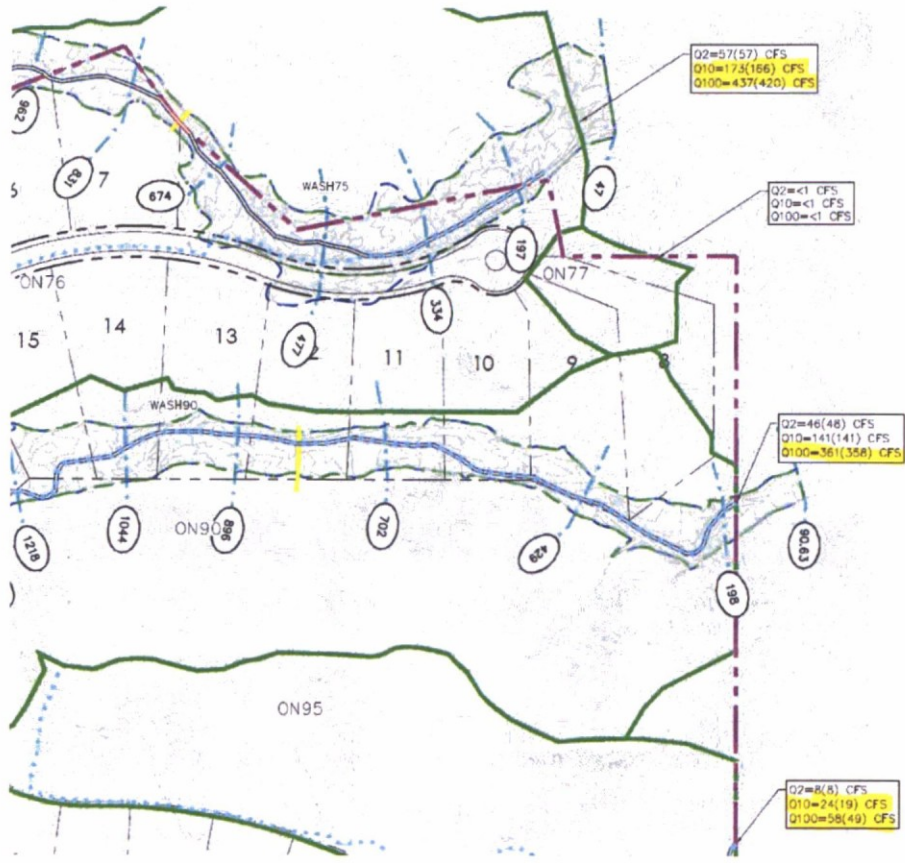 Q2=57(57) CFS
Q10=173(166) CFS
Q100=437(420) CFS
962
831
7
674
WASH75
47
Q2=<1 CFS
Q10=<1 CFS
Q100=<1 CFS
197
ON77
ON76
334
477
15
14
13
11
10
9
8
WASH90
Q2=46(48) CFS
Q10=141(141) CFS
Q100=361(358) CFS
1218
1044
896
ON90
702
429
198
90.63
ON95
Q2=8(8) CFS
Q10=24(19) CFS
Q100=58(49) CFS